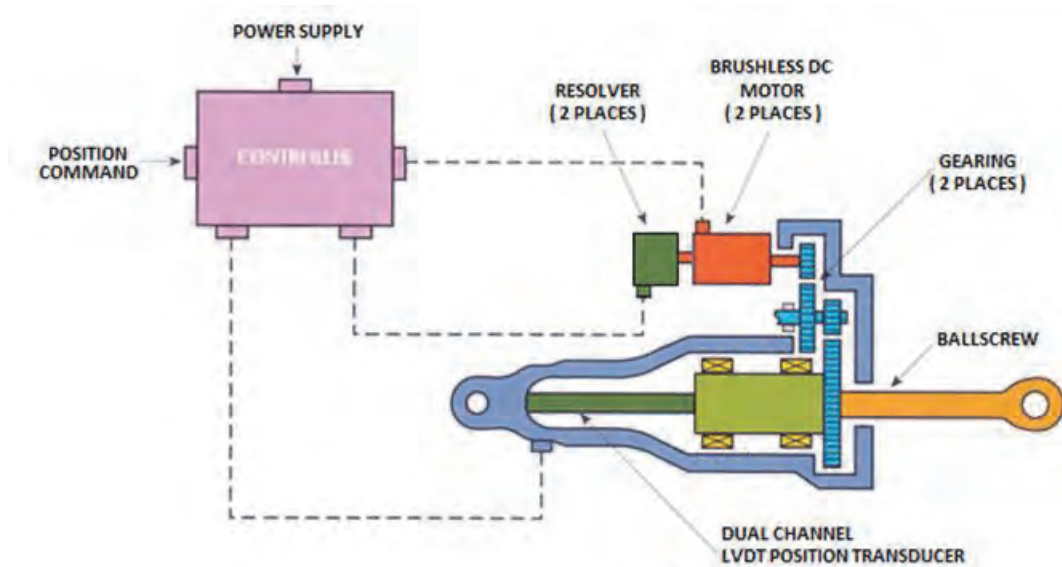 POWER SUPPLY
POSITION
COMMAND
CONTROLLER
RESOLVER
( 2 PLACES )
BRUSHLESS DC
MOTOR
( 2 PLACES )
GEARING
( 2 PLACES )
BALLSCREW
DUAL CHANNEL
LVDT POSITION TRANSDUCER